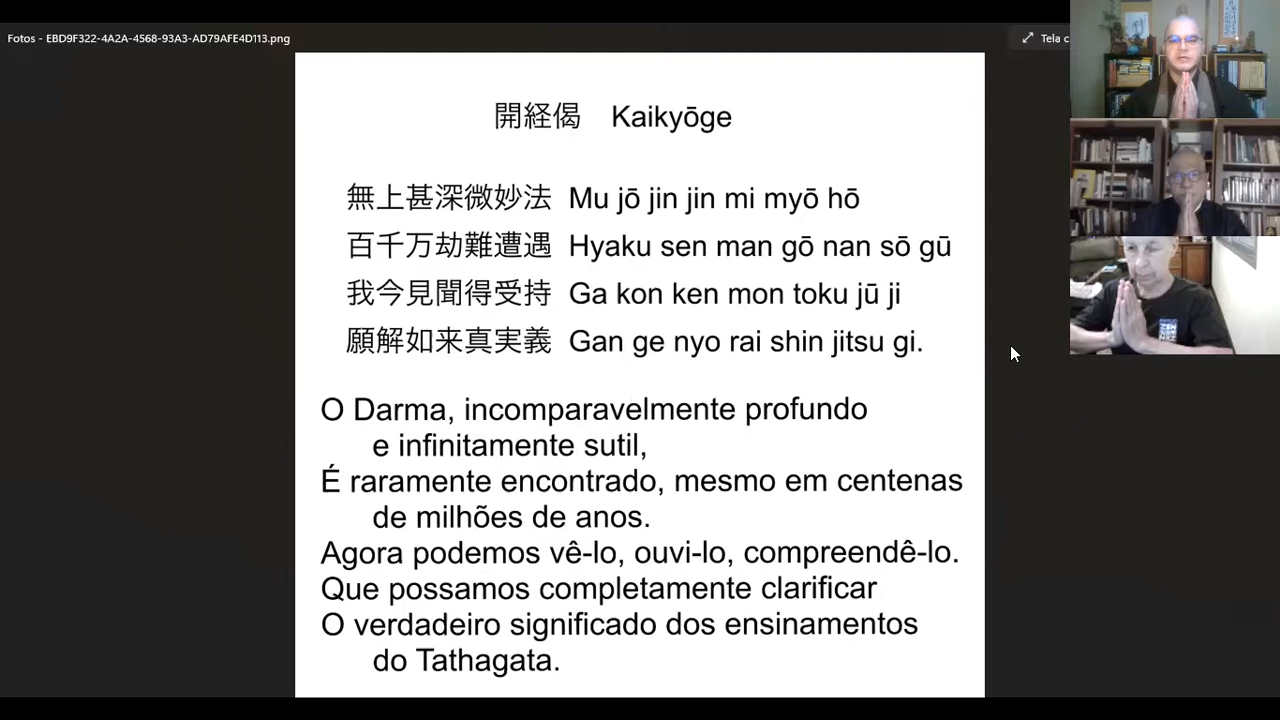 Fotos - EBD9F322-4A2A-4568-93A3-AD79AFE4D113.png
Tela c
開経偈 Kaikyōge
無上甚深微妙法 Mu jō jin jin mi myō hō
百千万劫難遭遇 Hyaku sen man gō nan sō gū
我今見聞得受持 Ga kon ken mon toku jū ji
願解如来真実義 Gan ge nyo rai shin jitsu gi.
O Darma, incomparavelmente profundo
e infinitamente sutil,
É raramente encontrado, mesmo em centenas
de milhões de anos.
Agora podemos vê-lo, ouvi-lo, compreendê-lo.
Que possamos completamente clarificar
O verdadeiro significado dos ensinamentos
do Tathagata.